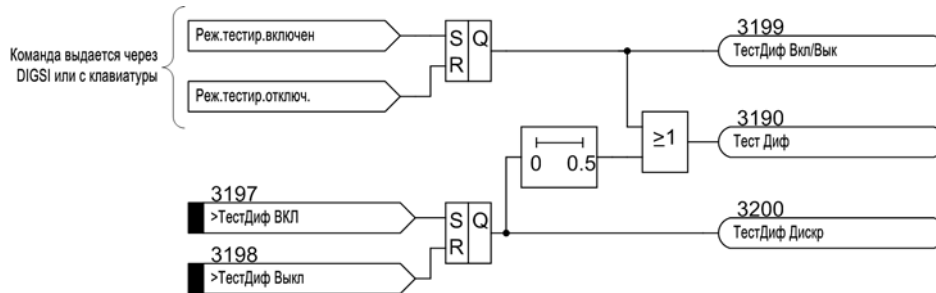 Команда выдается через
DIGSI или с клавиатуры
Реж.тестир.включен
Реж.тестир.отключ.
S Q
R
3199
ТестДиф Вкл/Вык
3190
Тест Диф
≥1
0 0.5
3197
>ТестДиф ВКЛ
3198
>ТестДиф Выкл
S Q
R
3200
ТестДиф Дискр